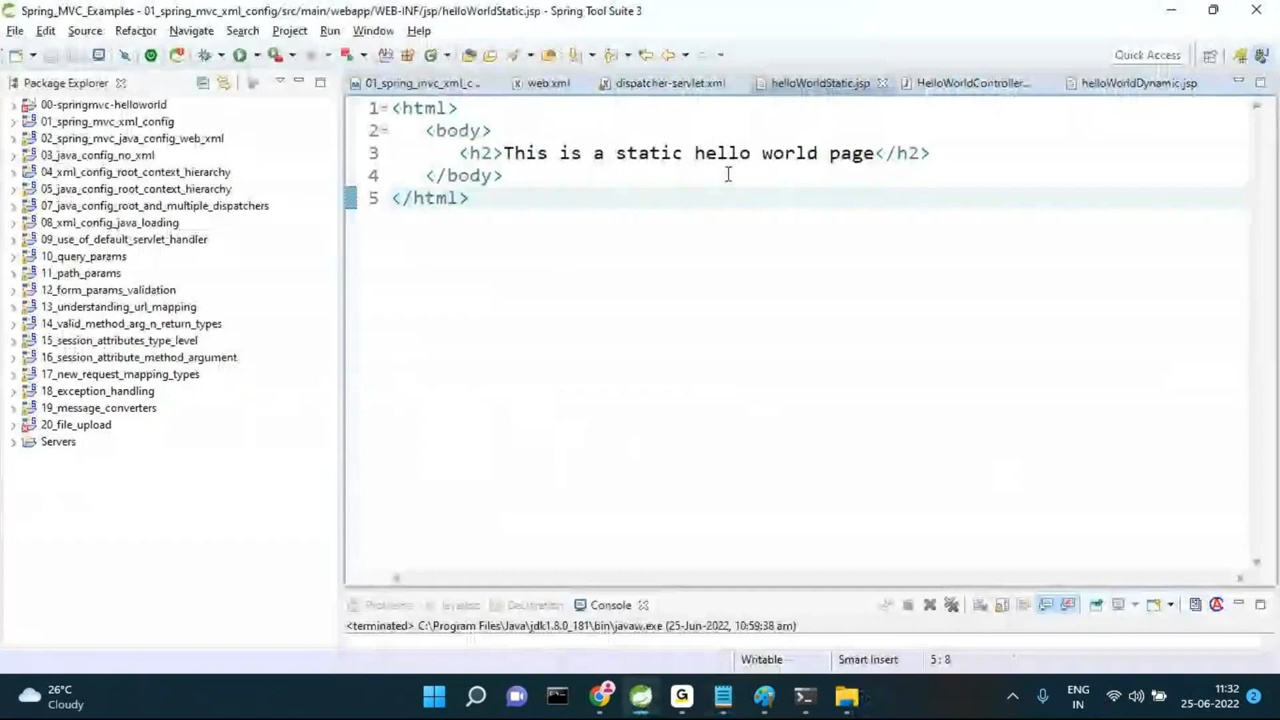 Spring_MVC_Examples - 01_spring_mvc_xml_config/src/main/webapp/WEB-INF/jsp/helloWorldStatic.jsp - Spring Tool Suite 3
File Edit Source Refactor Navigate Search Project Run Window Help
Quick Access
Package Explorer
01_spring_mvc_xml_c... web.xml dispatcher-servlet.xml helloWorldStatic.jsp HelloWorldController... helloWorldDynamic.jsp
00-springmvc-helloworld
01_spring_mvc_xml_config
02_spring_mvc_java_config_web_xml
03_java_config_no_xml
04_xml_config_root_context_hierarchy
05_java_config_root_context_hierarchy
07_java_config_root_and_multiple_dispatchers
08_xml_config_java_loading
09_use_of_default_servlet_handler
10_query_params
11_path_params
12_form_params_validation
13_understanding_url_mapping
14_valid_method_arg_n_return_types
15_session_attributes_type_level
16_session_attribute_method_argument
17_new_request_mapping_types
18_exception_handling
19_message_converters
20_file_upload
Servers
1 <html>
2 <body>
3 <h2>This is a static hello world page</h2>
4 </body>
5 </html>
Problems Javadoc Declaration Console
<terminated> C:\Program Files\Java\jdk1.8.0_181\bin\javaw.exe (25-Jun-2022, 10:59:38 am)
Writable Smart Insert 5 : 8
26°C
Cloudy
ENG
IN
11:32
25-06-2022
2